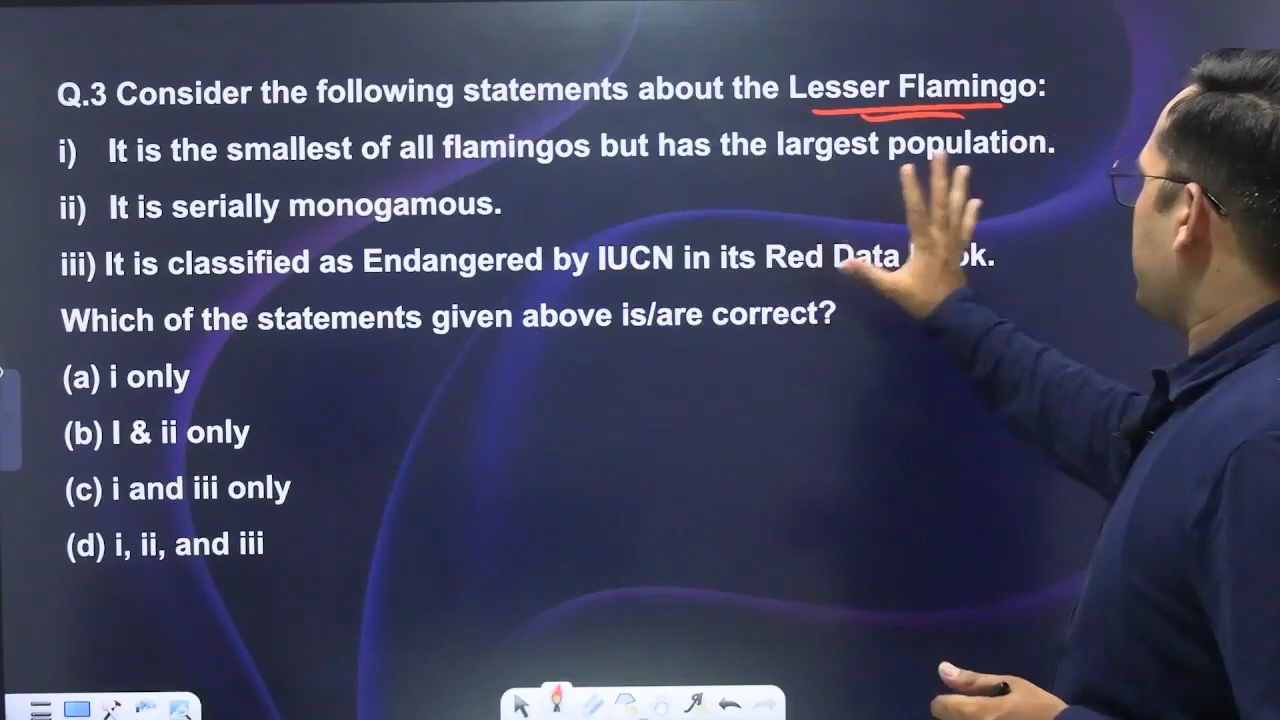 Q.3 Consider the following statements about the Lesser Flamingo:
i) It is the smallest of all flamingos but has the largest population.
ii) It is serially monogamous.
iii) It is classified as Endangered by IUCN in its Red Data
Which of the statements given above is/are correct?
(a) i only
(b) I & ii only
(c) i and iii only
(d) i, ii, and iii